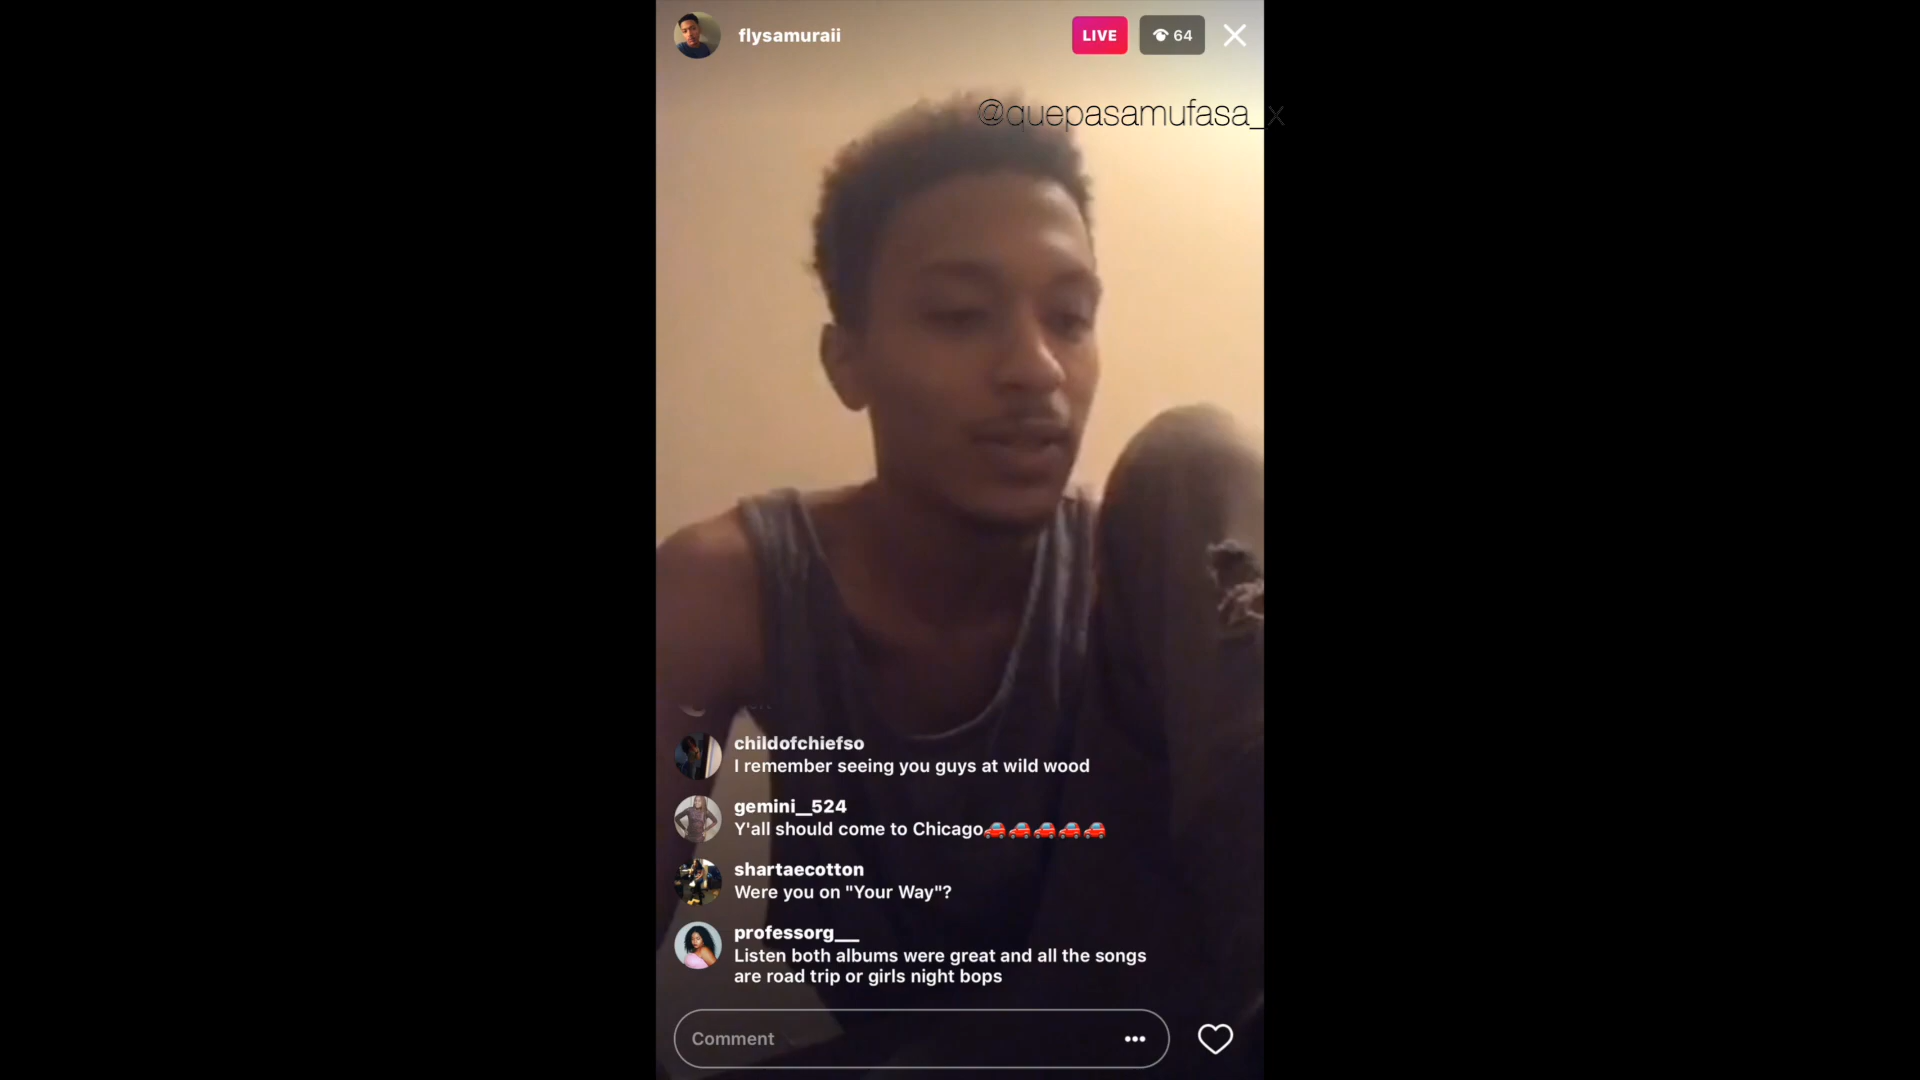 flysamuraii
LIVE
64
@quepasamufasa_x
childofchiefso
I remember seeing you guys at wild wood
gemini__524
Y'all should come to Chicago🚗🚗🚗🚗🚗
shartaecotton
Were you on "Your Way"?
professorg___
Listen both albums were great and all the songs
are road trip or girls night bops
Comment